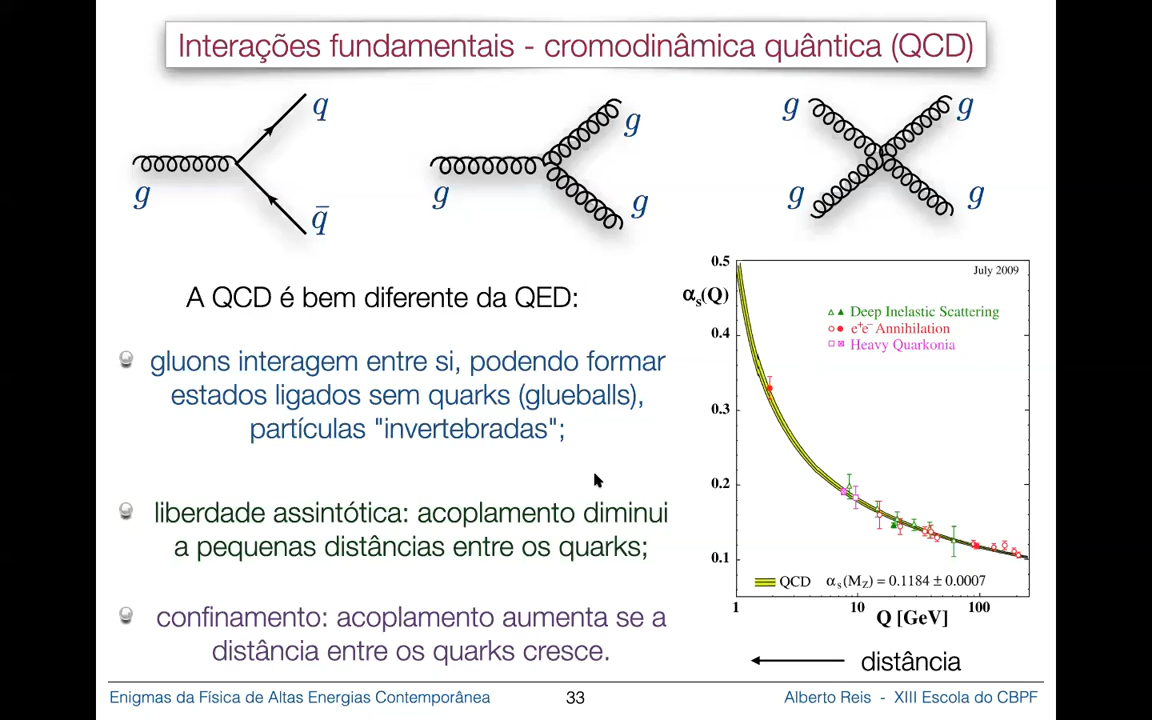 Interações fundamentais - cromodinâmica quântica (QCD)
g
q
q̄
g
g
g
g
g
g
g
A QCD é bem diferente da QED:
gluons interagem entre si, podendo formar
estados ligados sem quarks (glueballs),
partículas "invertebradas";
liberdade assintótica: acoplamento diminui
a pequenas distâncias entre os quarks;
confinamento: acoplamento aumenta se a
distância entre os quarks cresce.
0.5
July 2009
αs(Q)
Deep Inelastic Scattering
e+e– Annihilation
Heavy Quarkonia
0.4
0.3
0.2
0.1
QCD αs(MZ) = 0.1184 ± 0.0007
1 10 100
Q [GeV]
distância
Enigmas da Física de Altas Energias Contemporânea
33
Alberto Reis - XIII Escola do CBPF